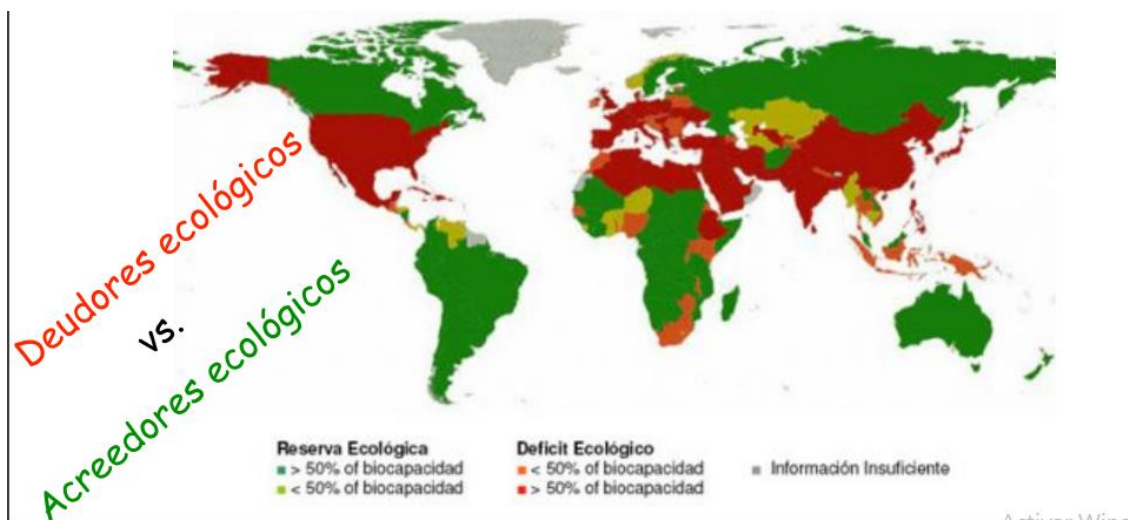 Deudores ecológicos
vs.
Acreedores ecológicos
Reserva Ecológica
> 50% of biocapacidad
< 50% of biocapacidad
Deficit Ecológico
< 50% of biocapacidad
> 50% of biocapacidad
Información Insuficiente